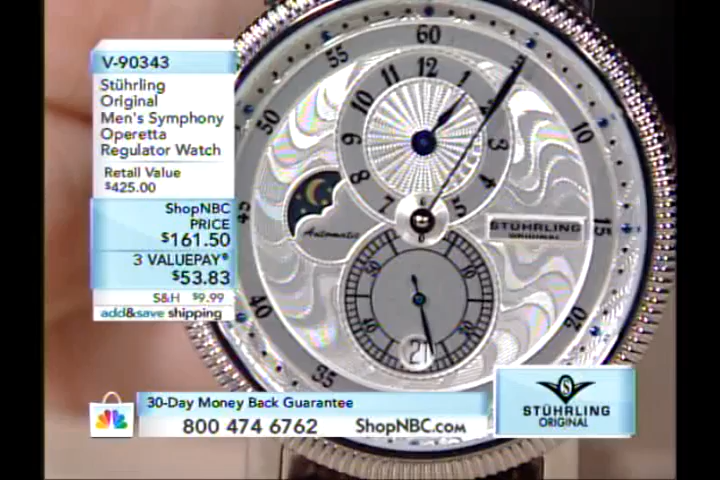 V-90343
Stührling
Original
Men's Symphony
Operetta
Regulator Watch
Retail Value
$425.00
ShopNBC
PRICE
$161.50
3 VALUEPAY®
$53.83
S&H $9.99
add&save shipping
60
55
50
45
40
35
20
15
10
12
1
3
4
5
6
7
8
9
10
11
Automatic
STÜHRLING
ORIGINAL
21
30-Day Money Back Guarantee
800 474 6762 ShopNBC.com
S
STÜHRLING
ORIGINAL